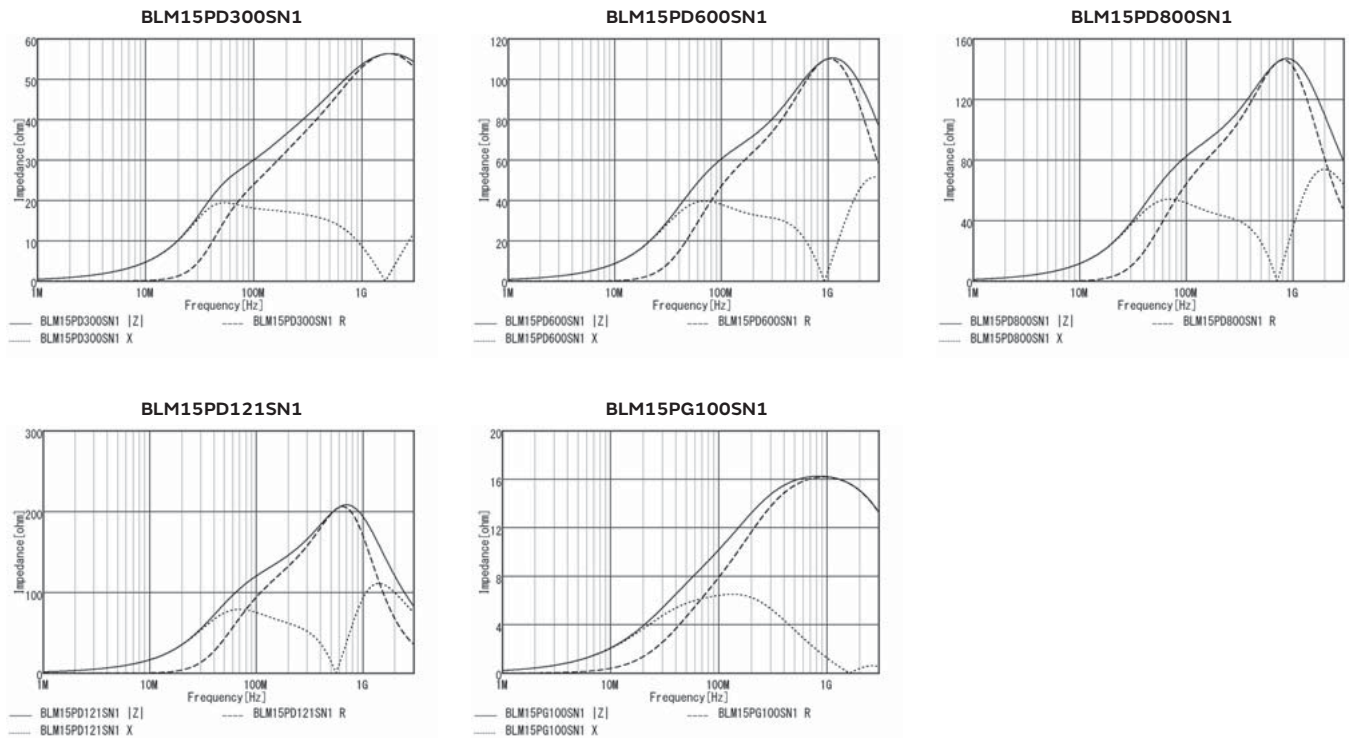 BLM15PD300SN1
60
50
40
30
20
10
0
Impedance[ohm]
1M 10M 100M 1G
Frequency[Hz]
BLM15PD300SN1 |Z| BLM15PD300SN1 R
BLM15PD300SN1 X
BLM15PD600SN1
120
100
80
60
40
20
0
Impedance[ohm]
1M 10M 100M 1G
Frequency[Hz]
BLM15PD600SN1 |Z| BLM15PD600SN1 R
BLM15PD600SN1 X
BLM15PD800SN1
160
120
80
40
0
Impedance[ohm]
1M 10M 100M 1G
Frequency[Hz]
BLM15PD800SN1 |Z| BLM15PD800SN1 R
BLM15PD800SN1 X
BLM15PD121SN1
300
200
100
0
Impedance[ohm]
1M 10M 100M 1G
Frequency[Hz]
BLM15PD121SN1 |Z| BLM15PD121SN1 R
BLM15PD121SN1 X
BLM15PG100SN1
20
16
12
8
4
0
Impedance[ohm]
1M 10M 100M 1G
Frequency[Hz]
BLM15PG100SN1 |Z| BLM15PG100SN1 R
BLM15PG100SN1 X